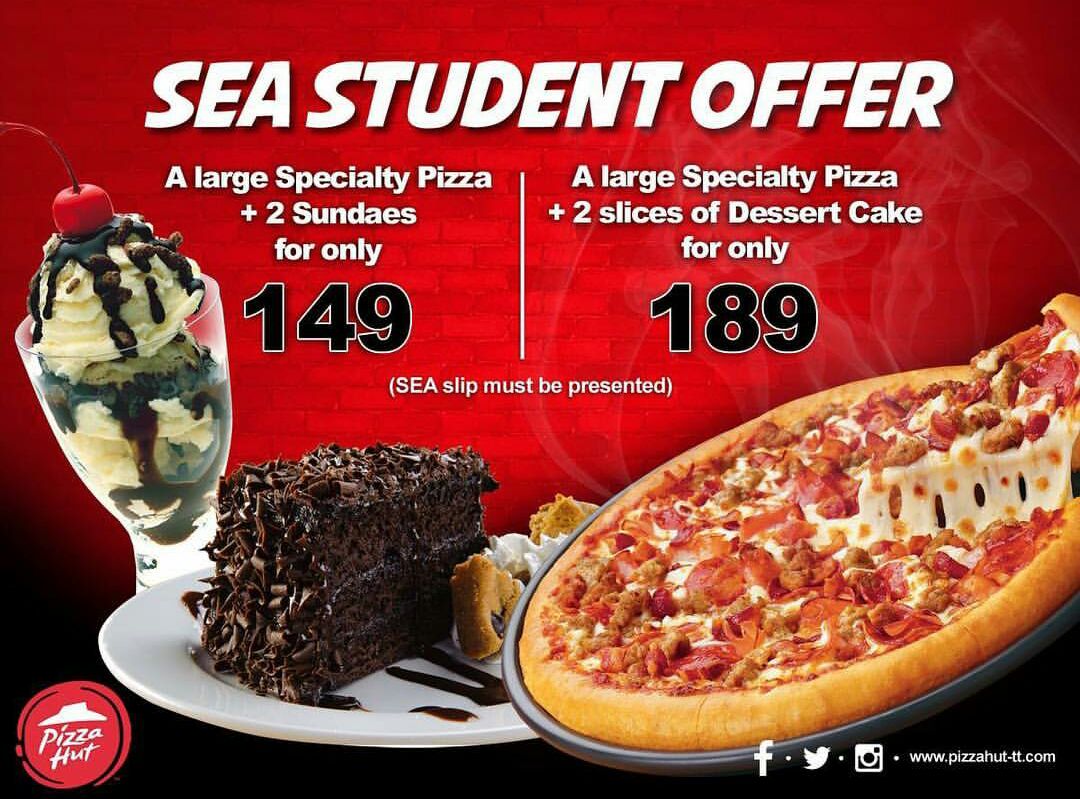 SEA STUDENT OFFER
A large Specialty Pizza
+ 2 Sundaes
for only
149
A large Specialty Pizza
+ 2 slices of Dessert Cake
for only
189
(SEA slip must be presented)
Pizza
Hut
www.pizzahut-tt.com